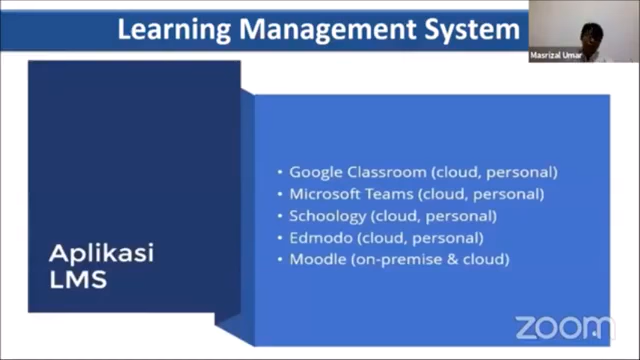 Learning Management System
Masrizal Umar
Aplikasi
LMS
• Google Classroom (cloud, personal)
• Microsoft Teams (cloud, personal)
• Schoology (cloud, personal)
• Edmodo (cloud, personal)
• Moodle (on-premise & cloud)
zoom